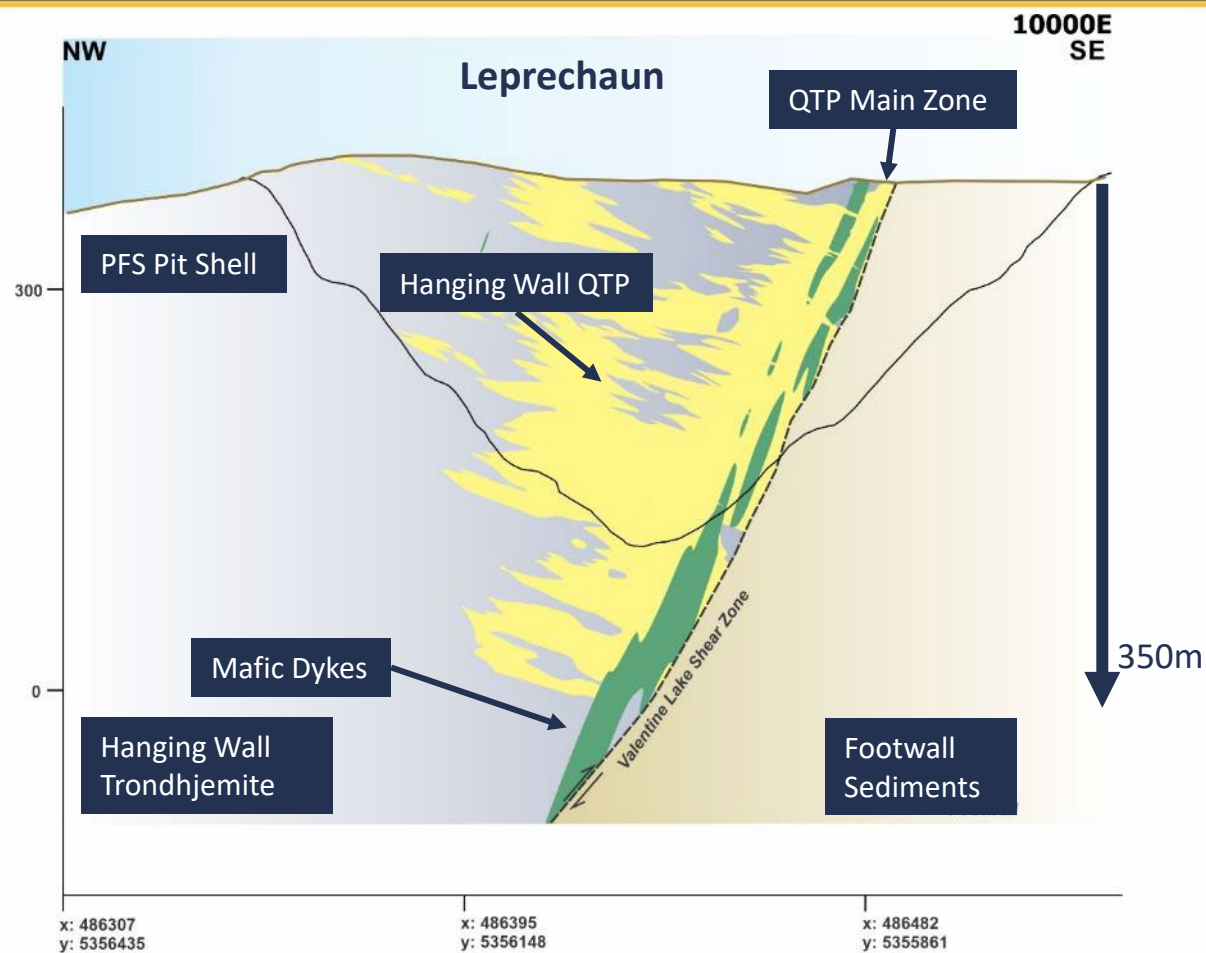 10000E
NW
SE
Leprechaun
QTP Main Zone
PFS Pit Shell
Hanging Wall QTP
300
Mafic Dykes
Valentine Lake Shear Zone
350m
0
Hanging Wall
Trondhjemite
Footwall
Sediments
x: 486307
y: 5356435
x: 486395
y: 5356148
x: 486482
y: 5355861